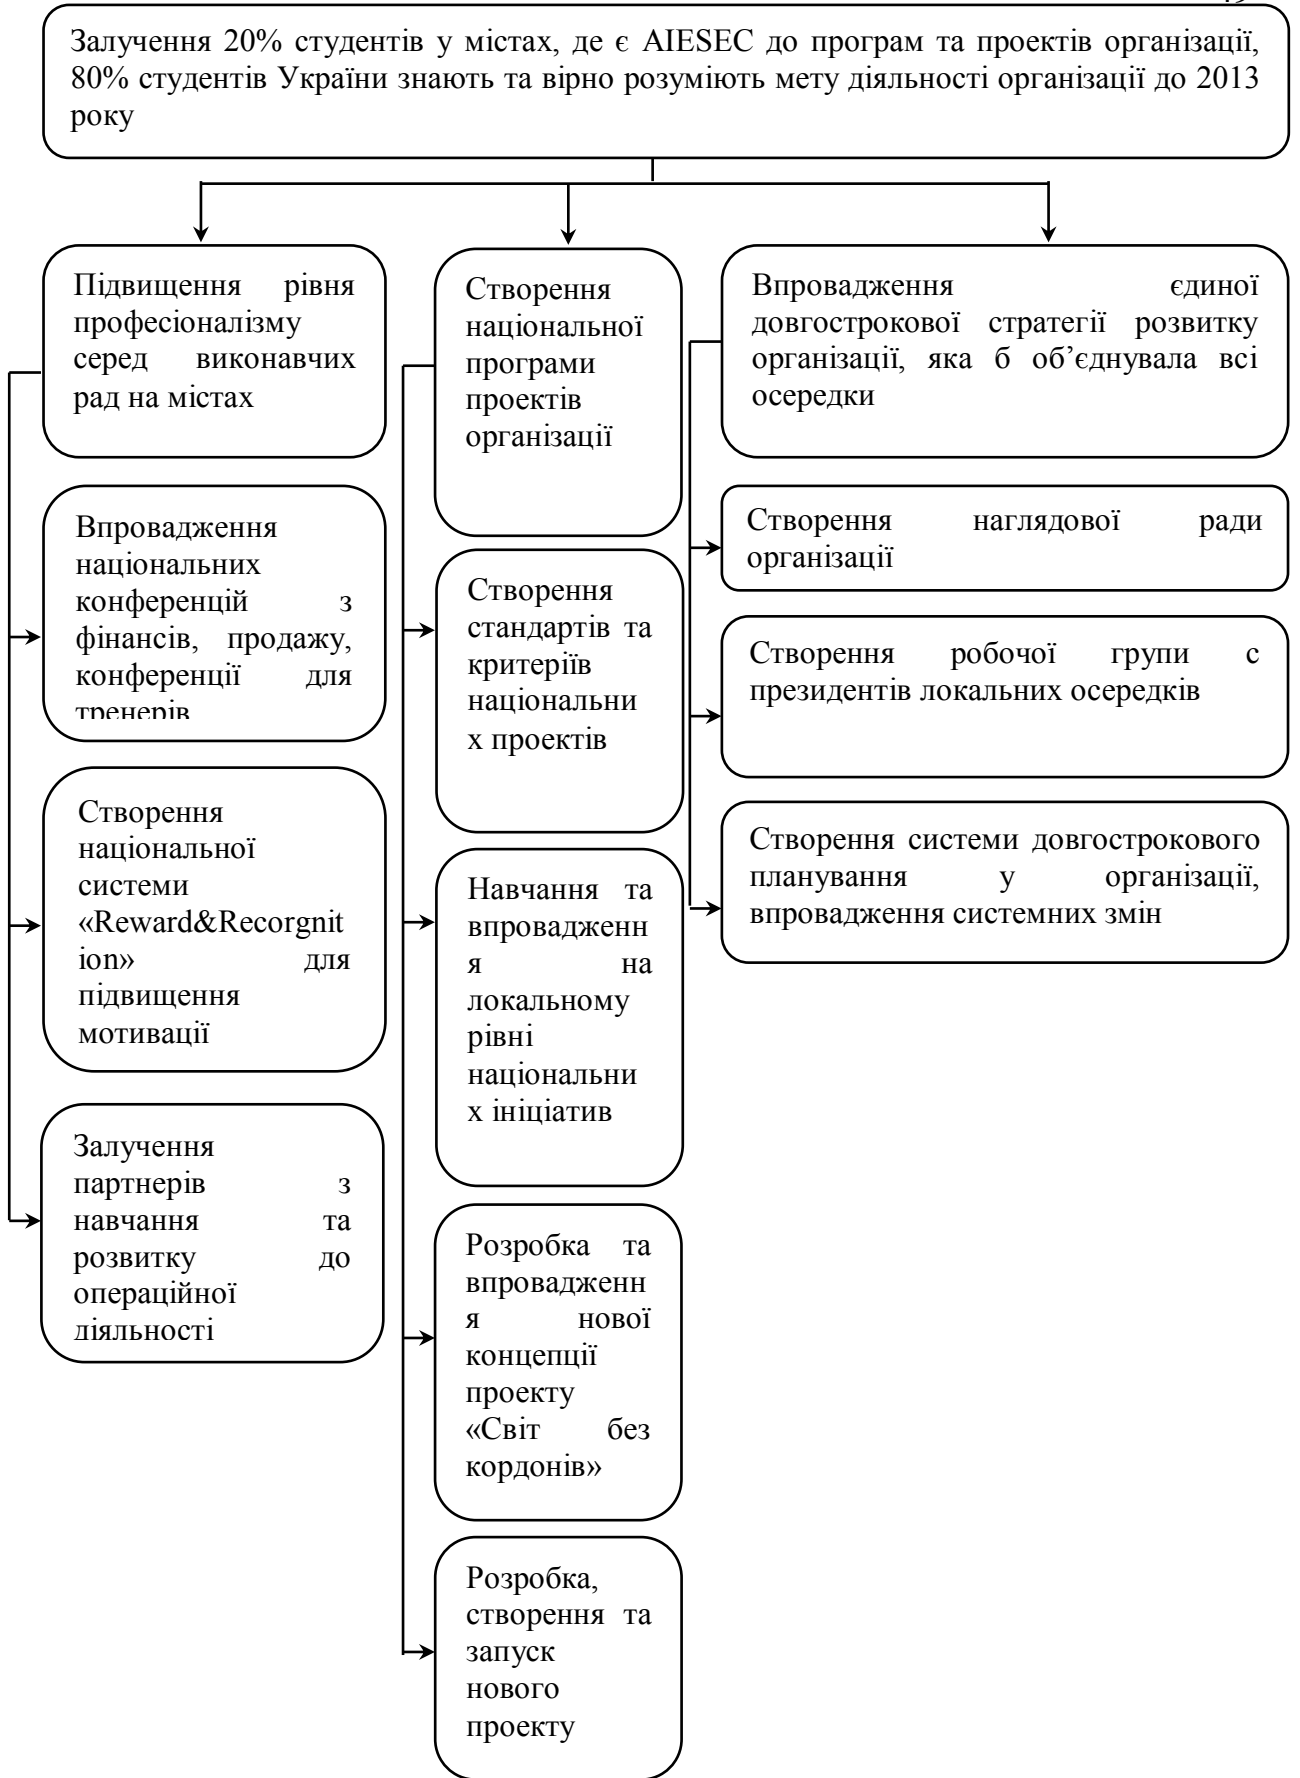 Залучення 20% студентів у містах, де є AIESEC до програм та проектів організації,
80% студентів України знають та вірно розуміють мету діяльності організації до 2013
року
Підвищення рівня
професіоналізму
серед виконавчих
рад на містах
Впровадження
національних
конференцій з
фінансів, продажу,
конференції для
тренерів
Створення
національної
системи
«Reward&Recorgnit
ion» для
підвищення
мотивації
Залучення
партнерів з
навчання та
розвитку до
операційної
діяльності
Створення
національної
програми
проектів
організації
Створення
стандартів та
критеріїв
національни
х проектів
Навчання та
впровадженн
я на
локальному
рівні
національни
х ініціатив
Розробка та
впровадженн
я нової
концепції
проекту
«Світ без
кордонів»
Розробка,
створення та
запуск
нового
проекту
Впровадження єдиної
довгострокової стратегії розвитку
організації, яка б об’єднувала всі
осередки
Створення наглядової ради
організації
Створення робочої групи с
президентів локальних осередків
Створення системи довгострокового
планування у організації,
впровадження системних змін